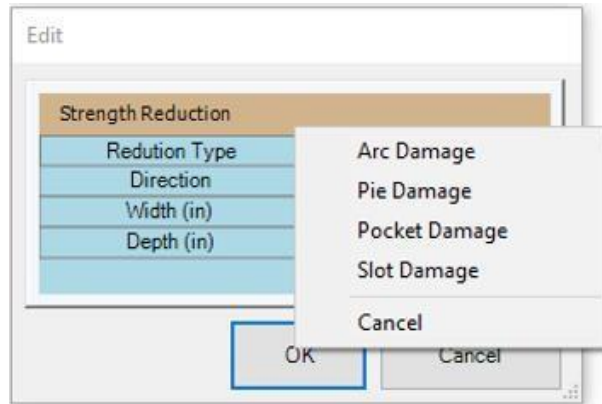 Edit
Strength Reduction
Redution Type
Direction
Width (in)
Depth (in)
Arc Damage
Pie Damage
Pocket Damage
Slot Damage
Cancel
OK
Cancel